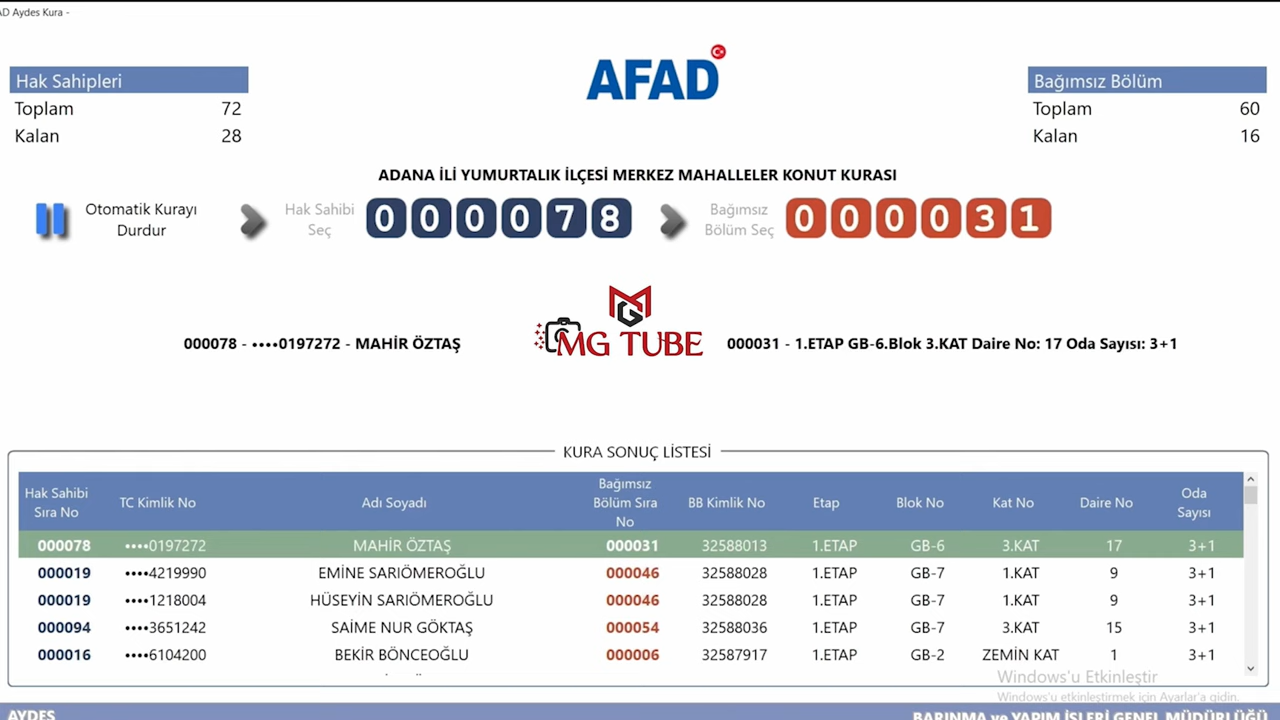 AD Aydes Kura -
AFAD
Hak Sahipleri
Toplam 72
Kalan 28
Bağımsız Bölüm
Toplam 60
Kalan 16
ADANA İLİ YUMURTALIK İLÇESİ MERKEZ MAHALLELER KONUT KURASI
Otomatik Kurayı
Durdur
Hak Sahibi
Seç
000078
Bağımsız
Bölüm Seç
000031
000078 - ••••0197272 - MAHİR ÖZTAŞ
MG TUBE
000031 - 1.ETAP GB-6.Blok 3.KAT Daire No: 17 Oda Sayısı: 3+1
KURA SONUÇ LİSTESİ
Hak Sahibi Sıra No TC Kimlik No Adı Soyadı Bağımsız Bölüm Sıra No BB Kimlik No Etap Blok No Kat No Daire No Oda Sayısı
000078 ••••0197272 MAHİR ÖZTAŞ 000031 32588013 1.ETAP GB-6 3.KAT 17 3+1
000019 ••••4219990 EMİNE SARIÖMEROĞLU 000046 32588028 1.ETAP GB-7 1.KAT 9 3+1
000019 ••••1218004 HÜSEYİN SARIÖMEROĞLU 000046 32588028 1.ETAP GB-7 1.KAT 9 3+1
000094 ••••3651242 SAİME NUR GÖKTAŞ 000054 32588036 1.ETAP GB-7 3.KAT 15 3+1
000016 ••••6104200 BEKİR BÖNCEOĞLU 000006 32587917 1.ETAP GB-2 ZEMİN KAT 1 3+1
Windows'u Etkinleştir
Windows'u etkinleştirmek için Ayarlar'a gidin.
AYDES
BARINMA ve YAPIM İŞLERİ GENEL MÜDÜRLÜĞÜ